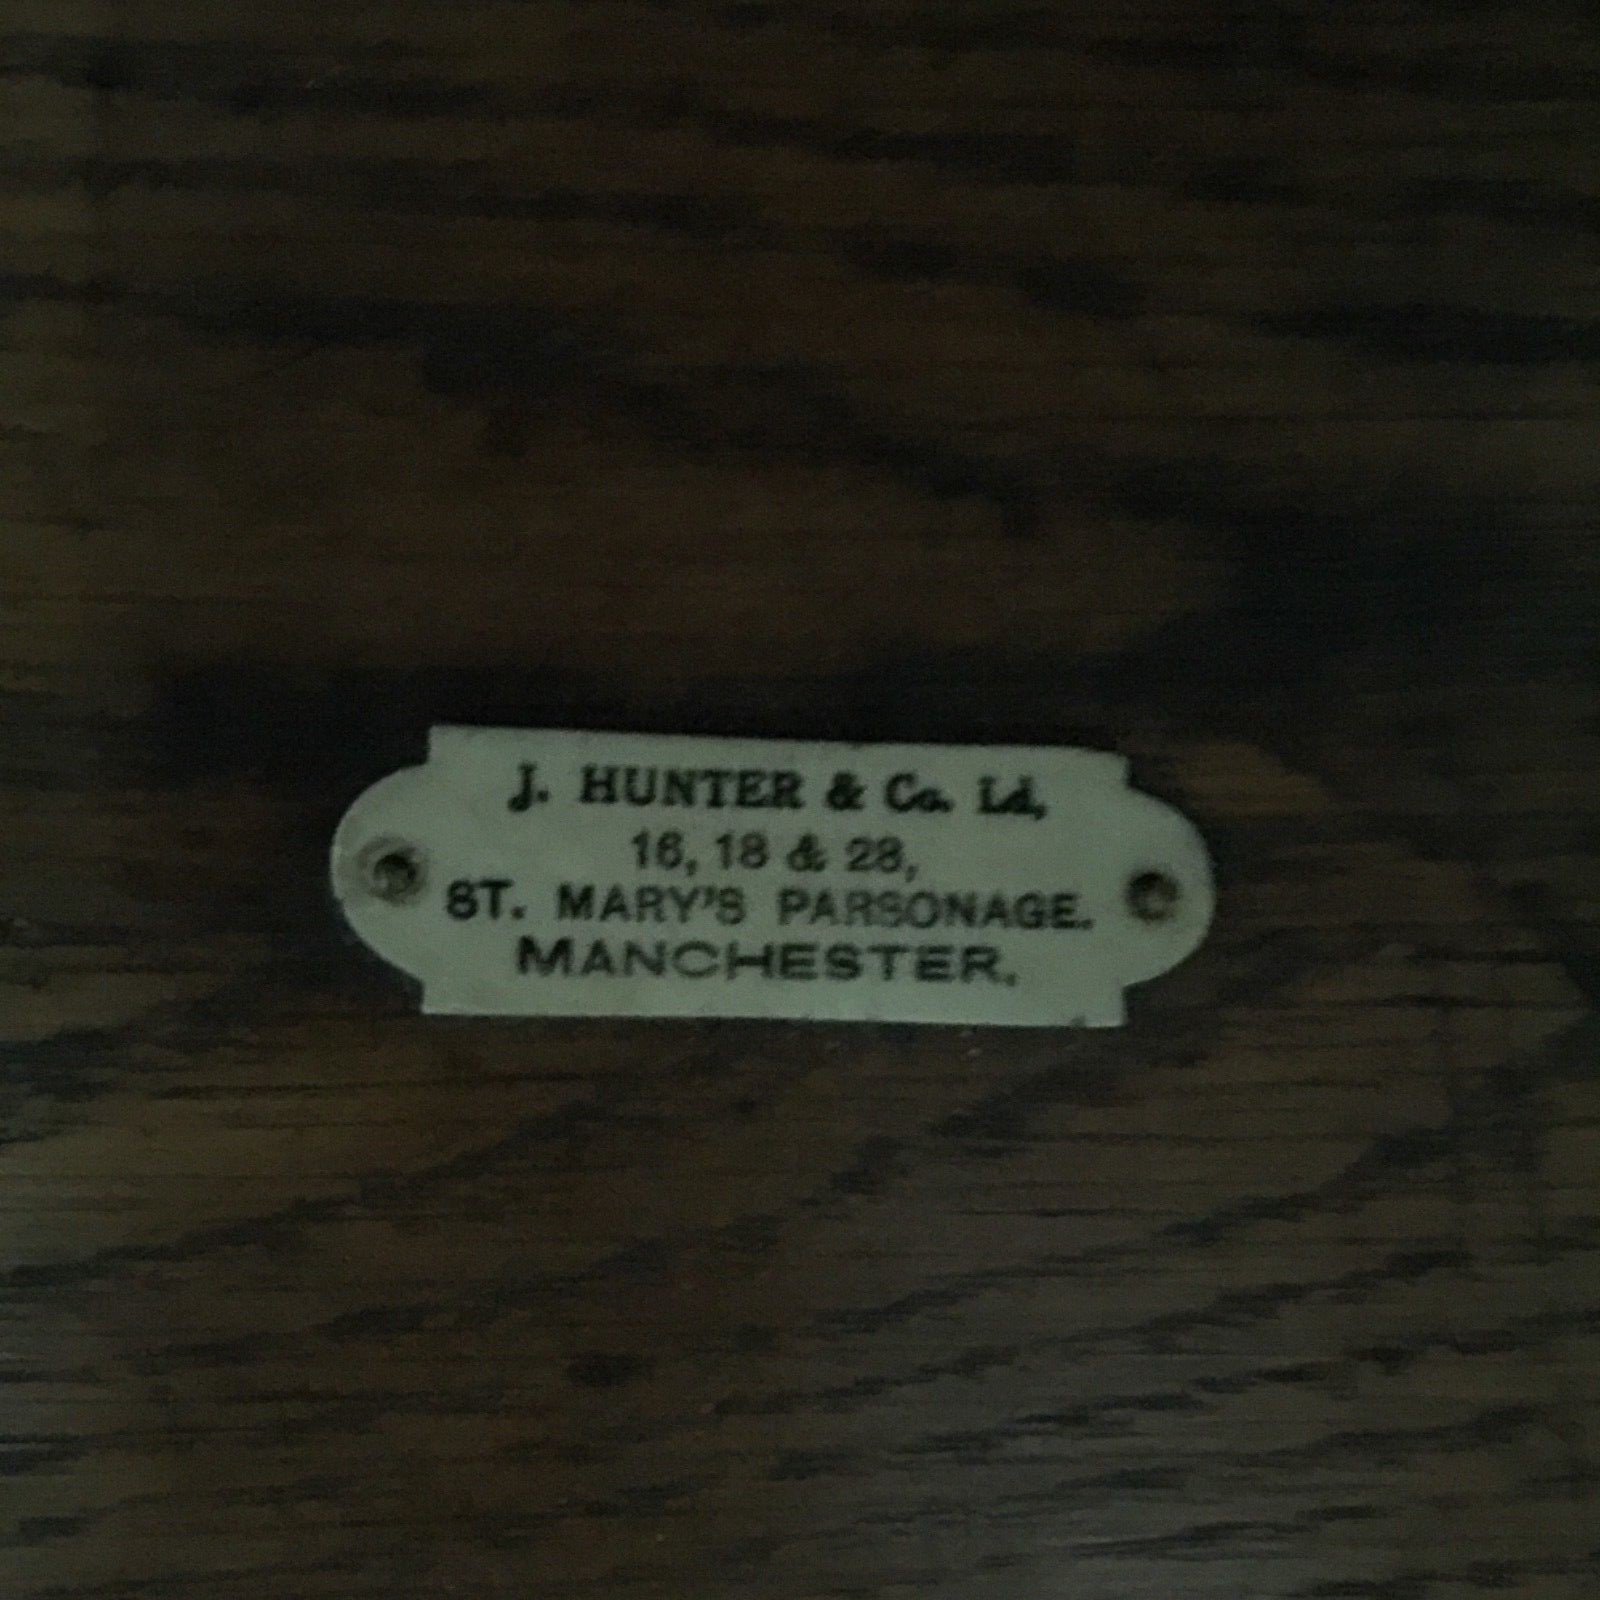 J. HUNTER & Co. Ld,
16, 18 & 28,
ST. MARY'S PARSONAGE.
MANCHESTER.